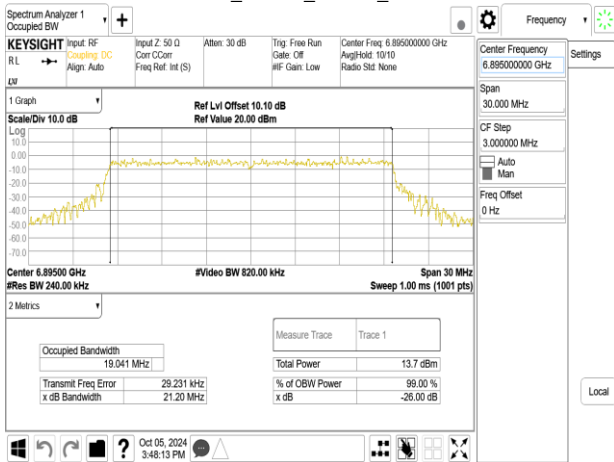 Spectrum Analyzer 1
Occupied BW
+
Frequency
KEYSIGHT
RL
LXI
Input: RF
Coupling: DC
Align: Auto
Input Z: 50 Ω
Corr CCorr
Freq Ref: Int (S)
Atten: 30 dB
Trig: Free Run
Gate: Off
#IF Gain: Low
Center Freq: 6.895000000 GHz
Avg|Hold: 10/10
Radio Std: None
Center Frequency
6.895000000 GHz
Settings
Span
30.000 MHz
CF Step
3.000000 MHz
Auto
Man
Freq Offset
0 Hz
Local
1 Graph
Scale/Div 10.0 dB
Ref Lvl Offset 10.10 dB
Ref Value 20.00 dBm
Log
10.0
0.00
-10.0
-20.0
-30.0
-40.0
-50.0
-60.0
-70.0
Center 6.89500 GHz
#Video BW 820.00 kHz
Span 30 MHz
#Res BW 240.00 kHz
Sweep 1.00 ms (1001 pts)
2 Metrics
Measure Trace
Trace 1
Occupied Bandwidth
19.041 MHz
Total Power
13.7 dBm
Transmit Freq Error
29.231 kHz
% of OBW Power
99.00 %
x dB Bandwidth
21.20 MHz
x dB
-26.00 dB
?
Oct 05, 2024
3:48:13 PM